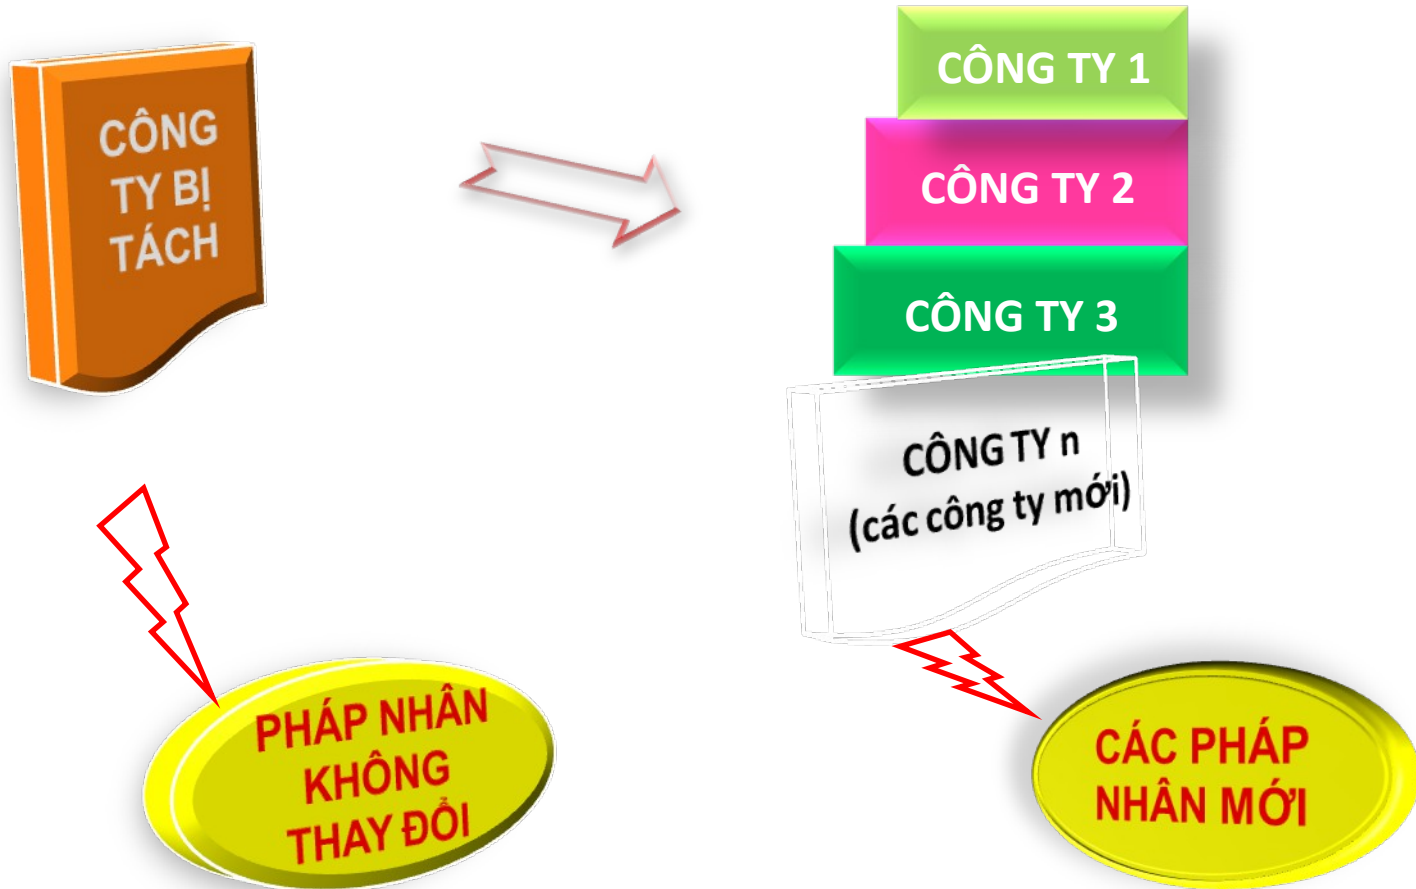 CÔNG
TY BỊ
TÁCH
CÔNG TY 1
CÔNG TY 2
CÔNG TY 3
CÔNG TY n
(các công ty mới)
PHÁP NHÂN
KHÔNG
THAY ĐỔI
CÁC PHÁP
NHÂN MỚI